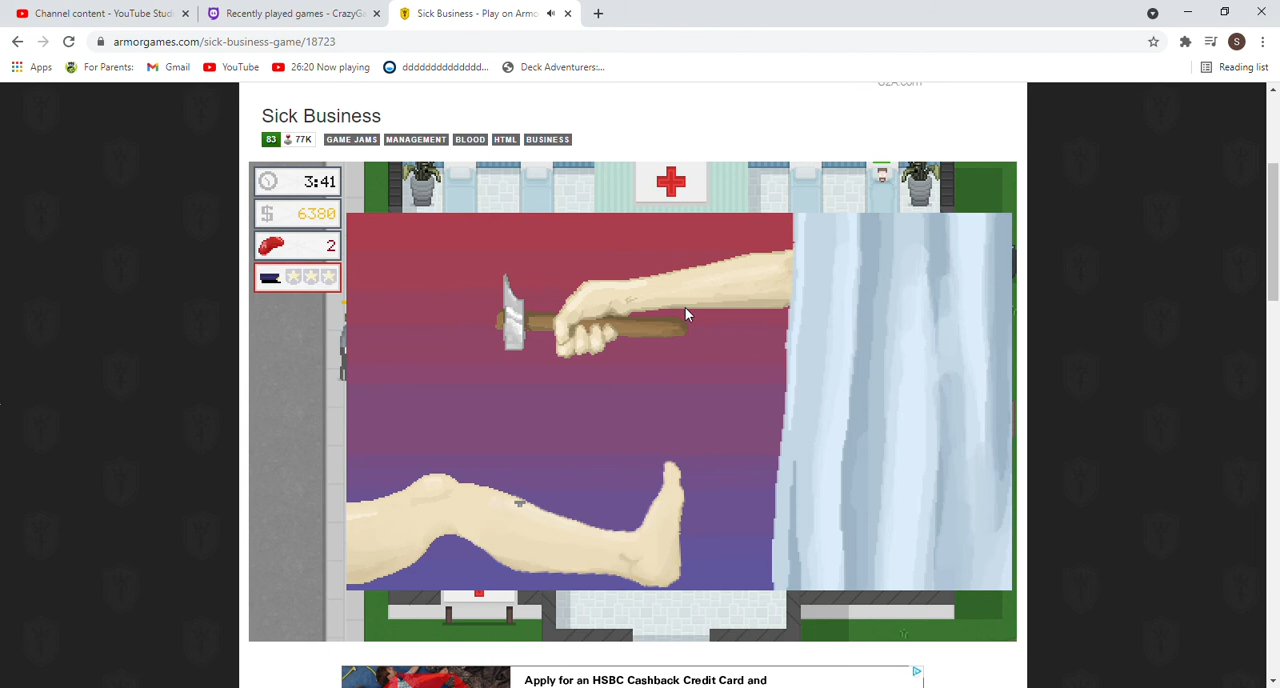 Channel content - YouTube Stud
Recently played games - CrazyGa
Sick Business - Play on Armo
armorgames.com/sick-business-game/18723
S
Apps
For Parents:
Gmail
YouTube
26:20 Now playing
ddddddddddddddd...
Deck Adventurers:...
Reading list
Sick Business
83
77K
GAME JAMS
MANAGEMENT
BLOOD
HTML
BUSINESS
3:41
$ 6380
2
Apply for an HSBC Cashback Credit Card and